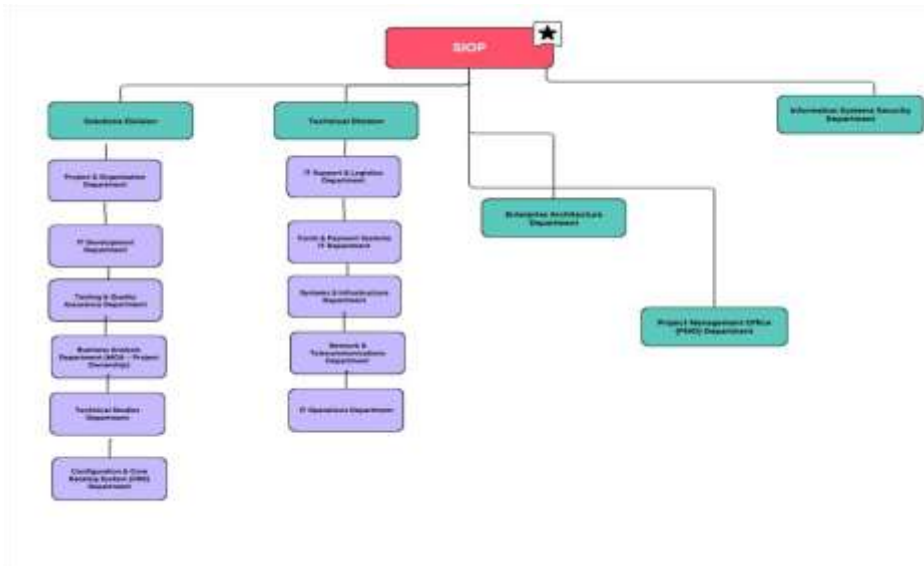 SIOP
Solutions Division
Technical Division
Information Systems Security
Department
Project & Organization
Department
IT Support & Logistics
Department
Enterprise Architecture
Department
IT Development
Department
& Payment Systems
IT Department
Testing & Quality
Assurance Department
Systems & Infrastructure
Department
Project Management Office
(PMO) Department
Business Analysis
Department (MOA – Project
Ownership)
Network &
Telecommunications
Department
Technical Studies
Department
IT Operations Department
Configuration & Core
Banking System
Department